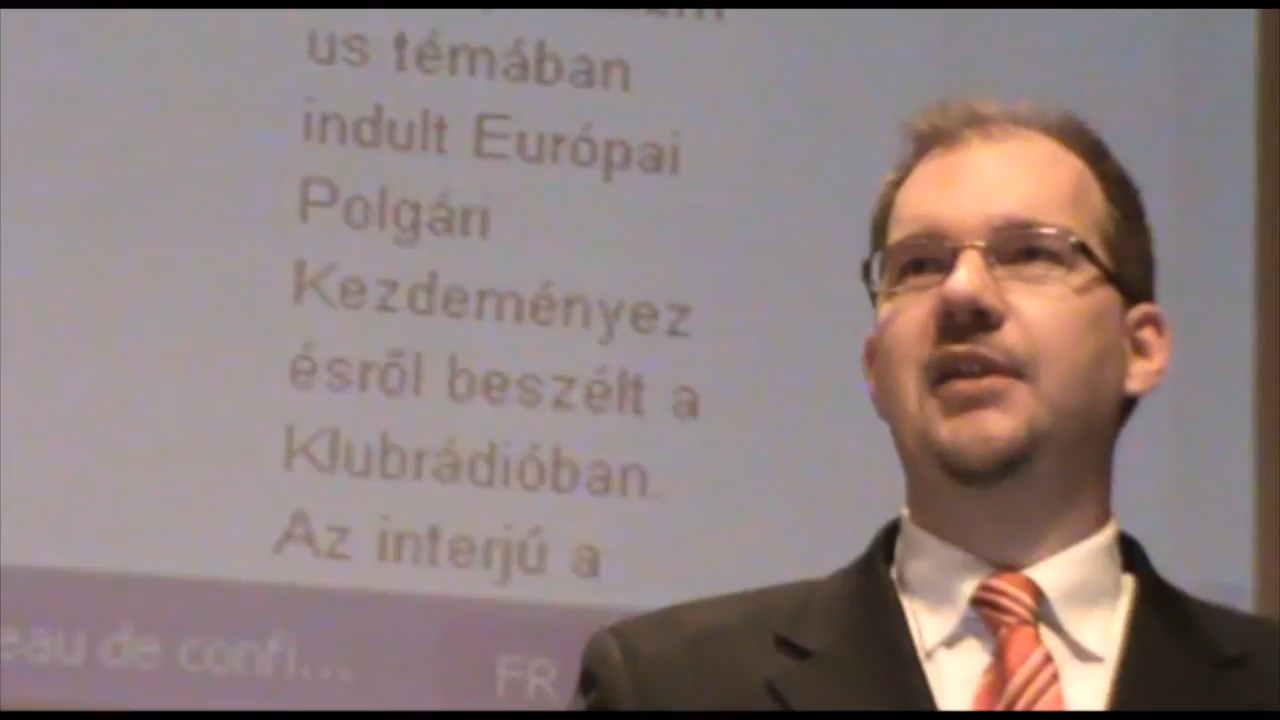 us témában
indult Európai
Polgári
Kezdeményez
ésről beszélt a
Klubrádióban.
Az interjú a
eau de confi...
FR